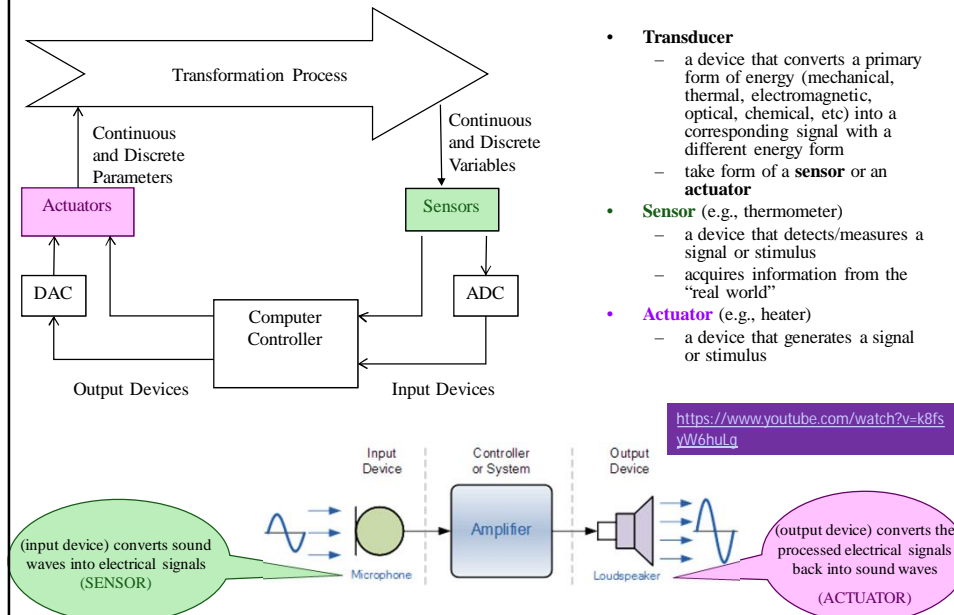 Transformation Process
Continuous
and Discrete
Parameters
Continuous
and Discrete
Variables
Actuators
Sensors
DAC
ADC
Computer
Controller
Output Devices
Input Devices
• Transducer
– a device that converts a primary
form of energy (mechanical,
thermal, electromagnetic,
optical, chemical, etc) into a
corresponding signal with a
different energy form
– take form of a sensor or an
actuator
• Sensor (e.g., thermometer)
– a device that detects/measures a
signal or stimulus
– acquires information from the
“real world”
• Actuator (e.g., heater)
– a device that generates a signal
or stimulus
https://www.youtube.com/watch?v=k8fs
yW6huLg
Input
Device
Controller
or System
Output
Device
Amplifier
Microphone
Loudspeaker
(input device) converts sound
waves into electrical signals
(SENSOR)
(output device) converts the
processed electrical signals
back into sound waves
(ACTUATOR)